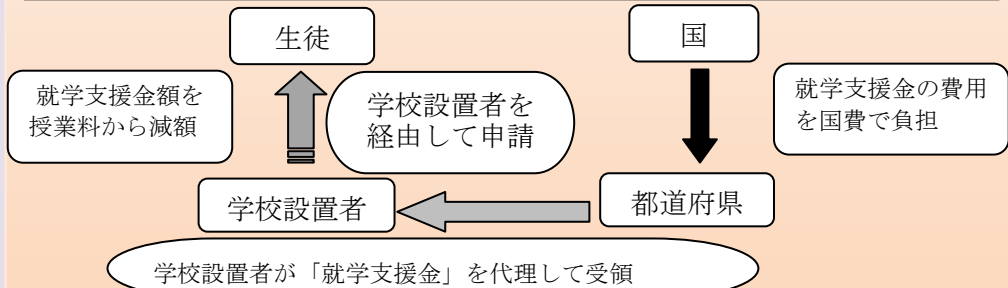 生徒
国
就学支援金額を
授業料から減額
学校設置者を
経由して申請
就学支援金の費用
を国費で負担
学校設置者
都道府県
学校設置者が「就学支援金」を代理して受領